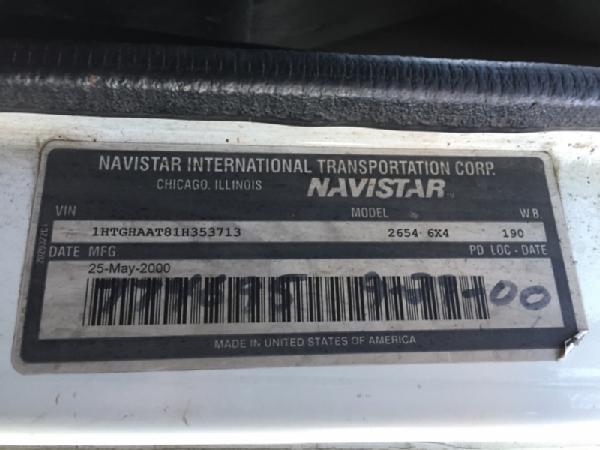 NAVISTAR INTERNATIONAL TRANSPORTATION CORP.
CHICAGO, ILLINOIS NAVISTAR
VIN MODEL W.B.
1HTGHAAT81H353713 2654 6X4 190
DATE MFG. PD LOC - DATE
25-May-2000
MADE IN UNITED STATES OF AMERICA